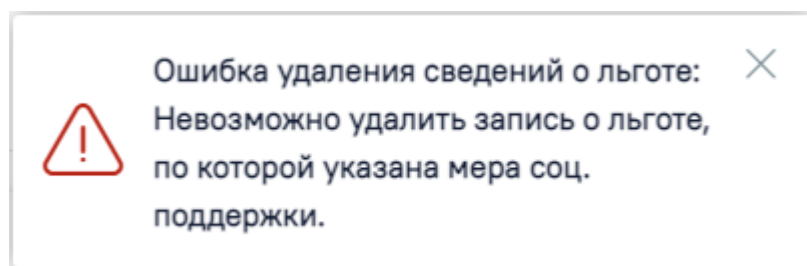 Ошибка удаления сведений о льготе:
Невозможно удалить запись о льготе,
по которой указана мера соц.
поддержки.